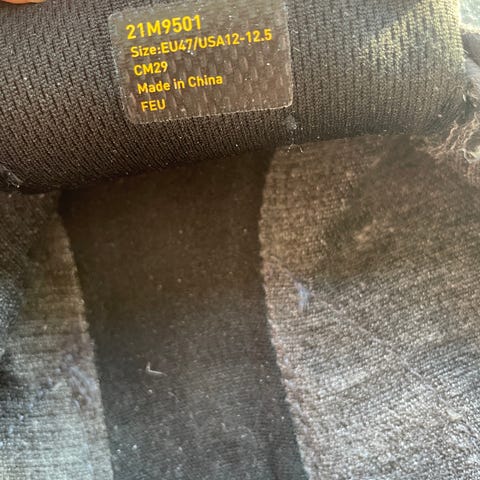 21M9501
Size:EU47/USA12-12.5
CM29
Made in China
FEU